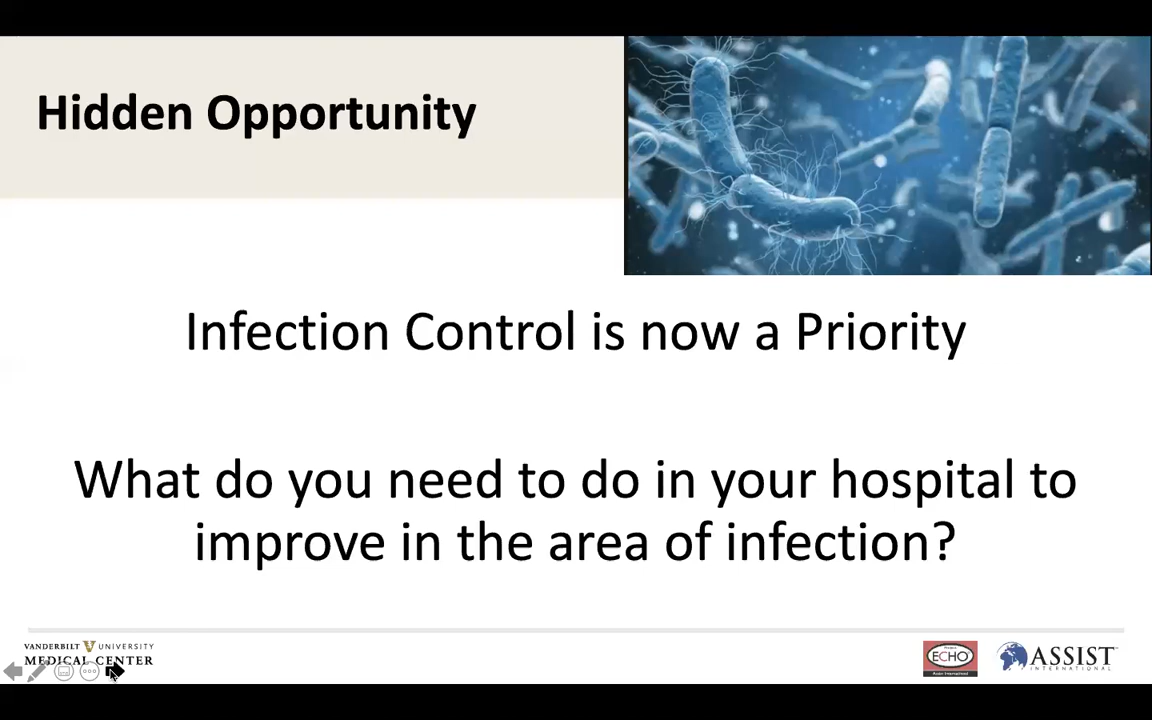 Hidden Opportunity
Infection Control is now a Priority
What do you need to do in your hospital to
improve in the area of infection?
VANDERBILT UNIVERSITY
MEDICAL CENTER
ECHO
ASSIST
INTERNATIONAL